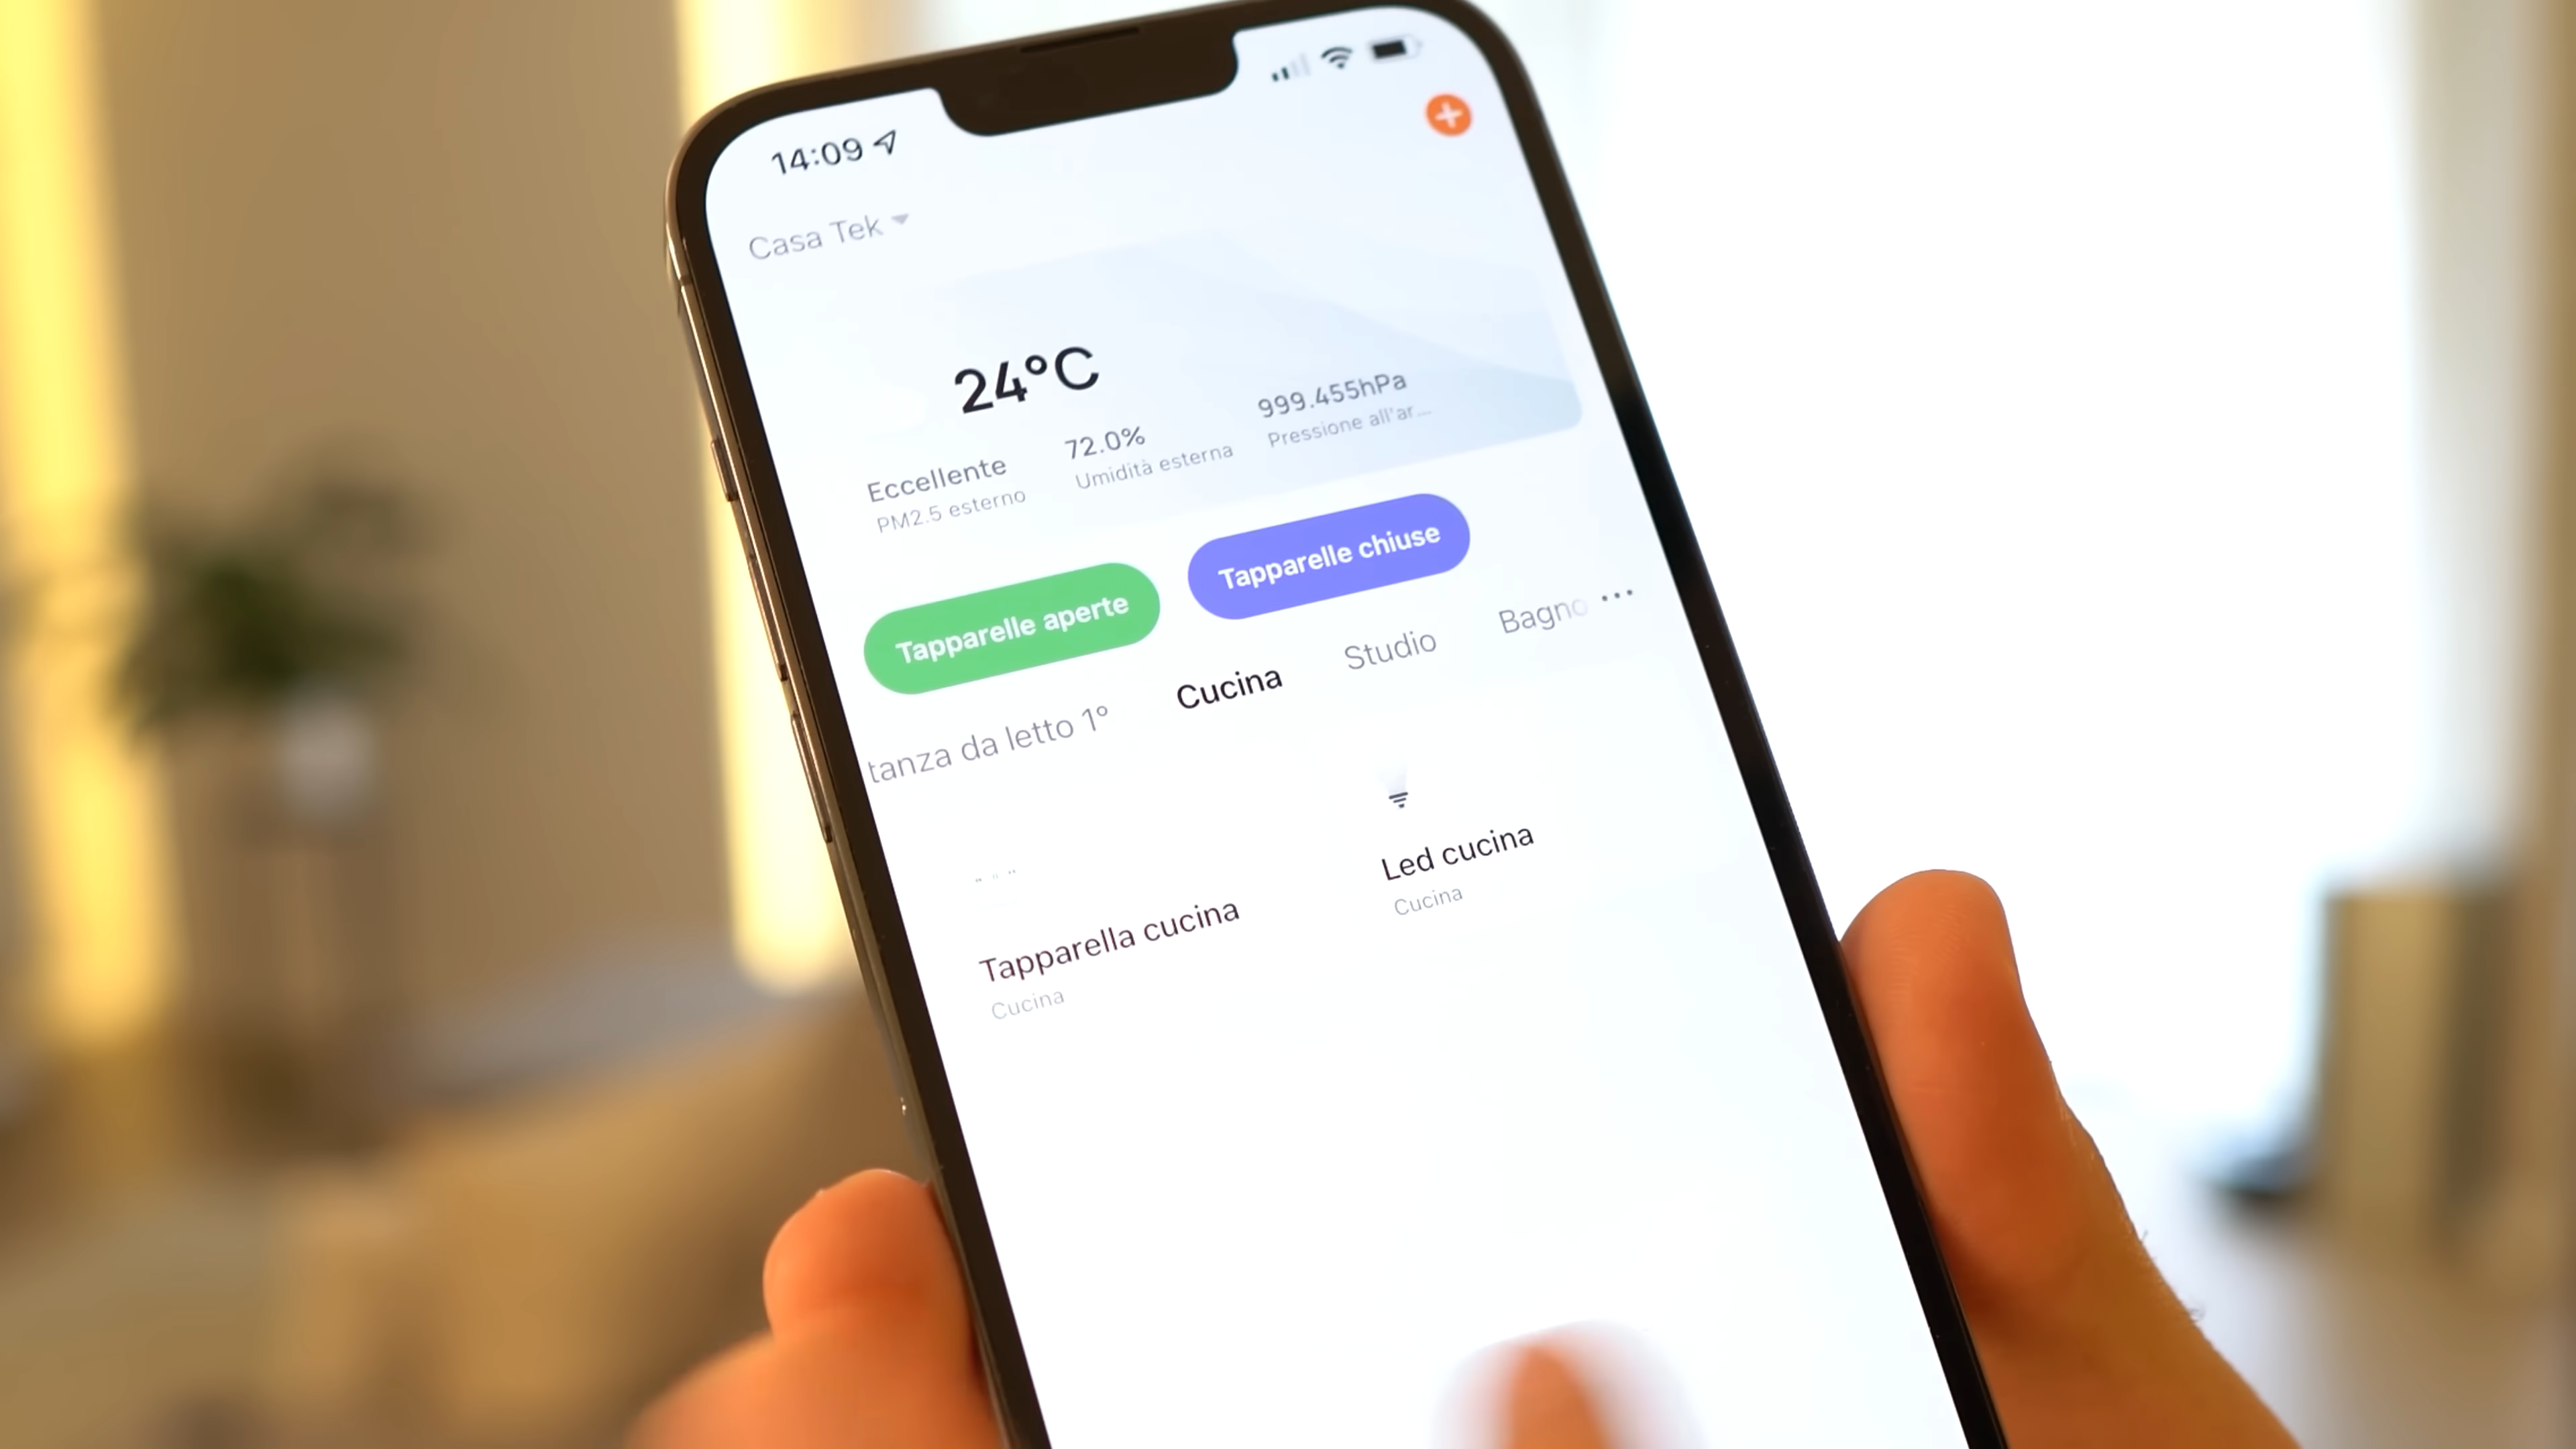 14:09
Casa Tek
24°C
Eccellente
PM2.5 esterno
72.0%
Umidità esterna
999.455hPa
Pressione all'ar...
Tapparelle aperte
Tapparelle chiuse
tanza da letto 1°
Cucina
Studio
Bagno
Tapparella cucina
Cucina
Led cucina
Cucina